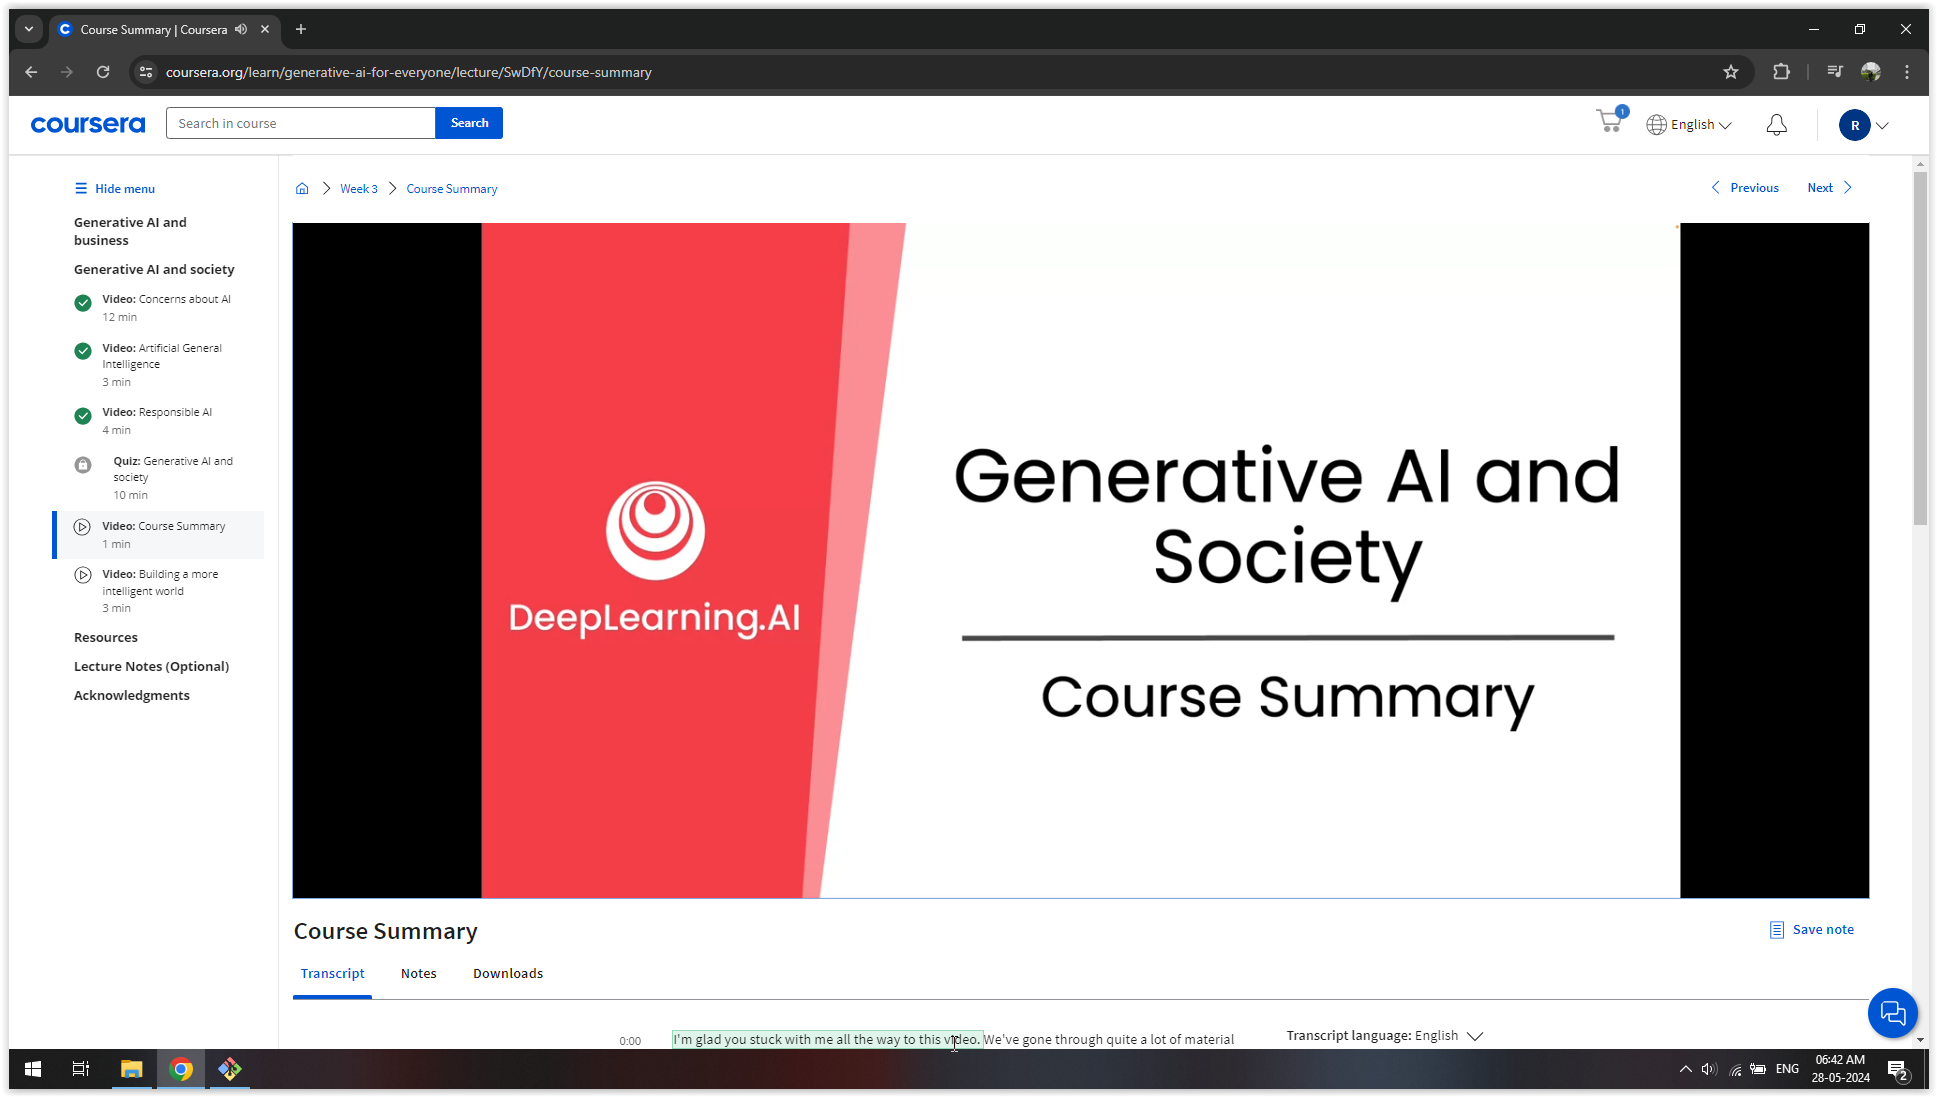 Course Summary | Coursera
coursera.org/learn/generative-ai-for-everyone/lecture/SwDfY/course-summary
coursera
Search in course
Search
1
English
R
Hide menu
Week 3
Course Summary
Previous
Next
Generative AI and
business
Generative AI and society
Video: Concerns about AI
12 min
Video: Artificial General
Intelligence
3 min
Video: Responsible AI
4 min
Quiz: Generative AI and
society
10 min
Video: Course Summary
1 min
Video: Building a more
intelligent world
3 min
Resources
Lecture Notes (Optional)
Acknowledgments
DeepLearning.AI
Generative AI and
Society
Course Summary
Course Summary
Save note
Transcript
Notes
Downloads
0:00
I'm glad you stuck with me all the way to this video. We've gone through quite a lot of material
Transcript language: English
ENG
06:42 AM
28-05-2024
2